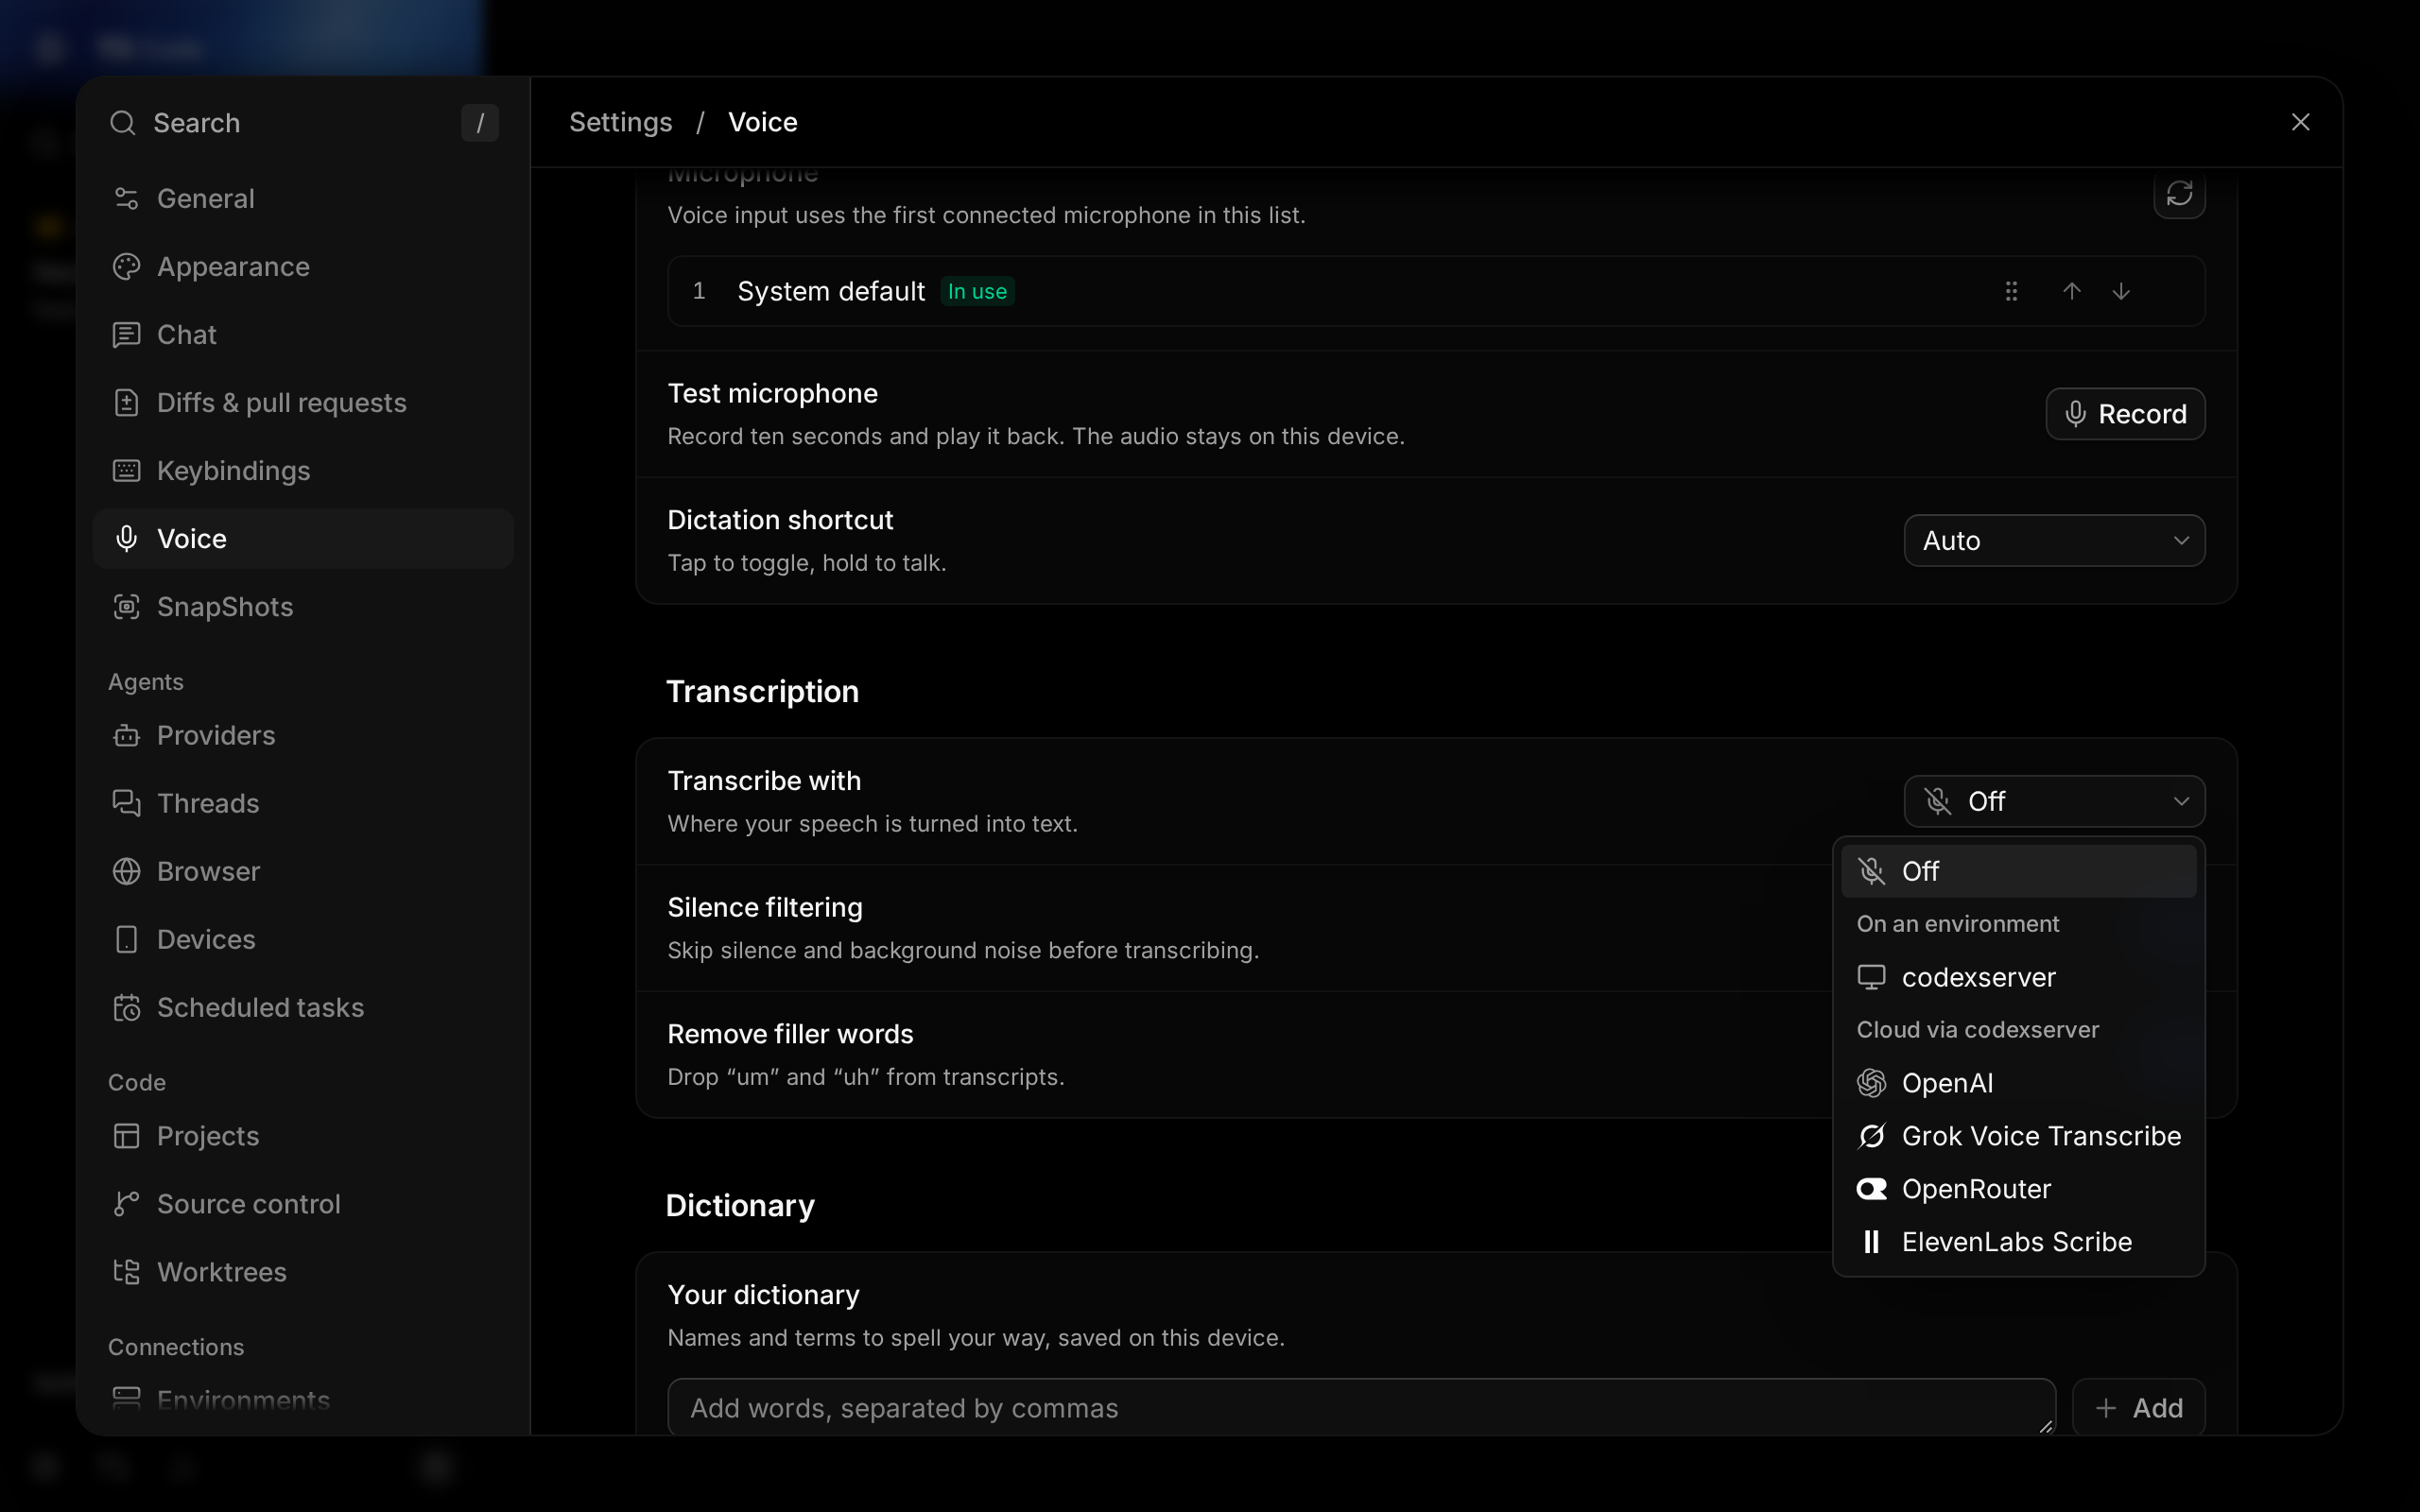 Search /
Settings / Voice
General
Appearance
Chat
Diffs & pull requests
Keybindings
Voice
SnapShots
Agents
Providers
Threads
Browser
Devices
Scheduled tasks
Code
Projects
Source control
Worktrees
Connections
Environments
Microphone
Voice input uses the first connected microphone in this list.
1 System default In use
Test microphone
Record ten seconds and play it back. The audio stays on this device.
Record
Dictation shortcut
Tap to toggle, hold to talk.
Auto
Transcription
Transcribe with
Where your speech is turned into text.
Off
Off
On an environment
codexserver
Cloud via codexserver
OpenAI
Grok Voice Transcribe
OpenRouter
ElevenLabs Scribe
Silence filtering
Skip silence and background noise before transcribing.
Remove filler words
Drop “um” and “uh” from transcripts.
Dictionary
Your dictionary
Names and terms to spell your way, saved on this device.
Add words, separated by commas
Add